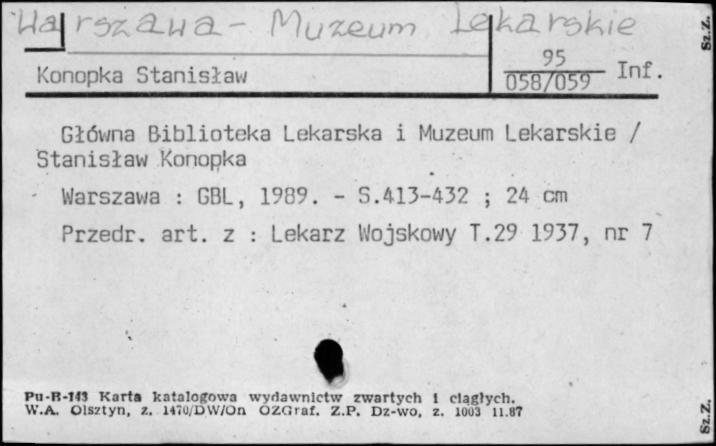 Warszawa - Muzeum Lekarskie
Konopka Stanisław
95
058/059 Inf.
Główna Biblioteka Lekarska i Muzeum Lekarskie /
Stanisław Konopka
Warszawa : GBL, 1989. - S.413-432 ; 24 cm
Przedr. art. z : Lekarz Wojskowy T.29 1937, nr 7
Pu-B-143 Karta katalogowa wydawnictw zwartych i ciągłych.
W.A. Olsztyn, z. 1470/DW/On OZGraf. Z.P. Dz-wo, z. 1003 11.87
Sz.Z.
Sz.Z.